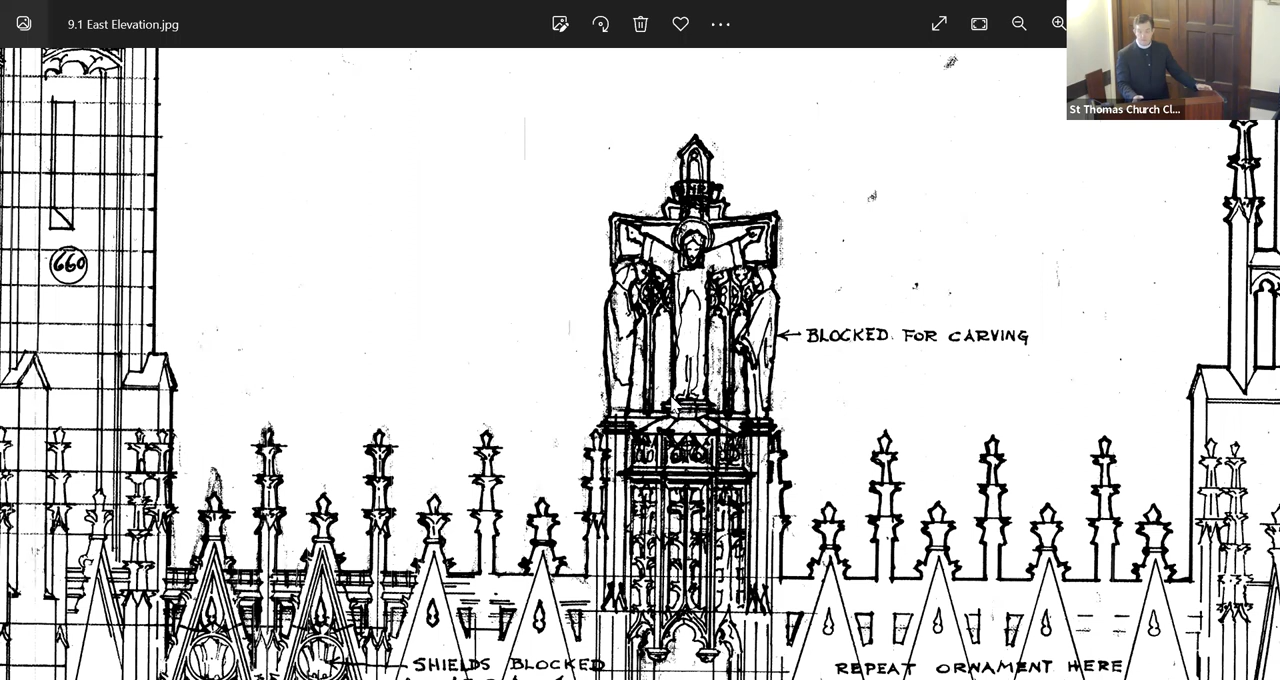 9.1 East Elevation.jpg
St Thomas Church Cl...
660
BLOCKED FOR CARVING
SHIELDS BLOCKED
REPEAT ORNAMENT HERE